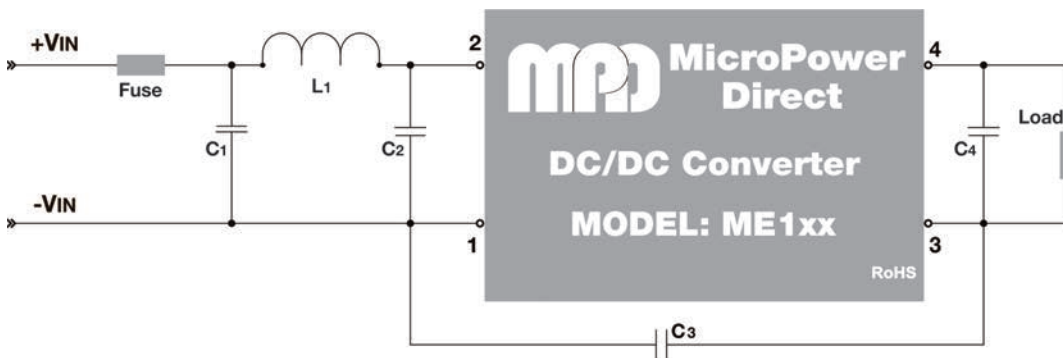 +VIN
Fuse
L1
C1
C2
2
MPD
MicroPower
Direct
DC/DC Converter
MODEL: ME1xx
RoHS
4
C4
Load
-VIN
1
3
C3